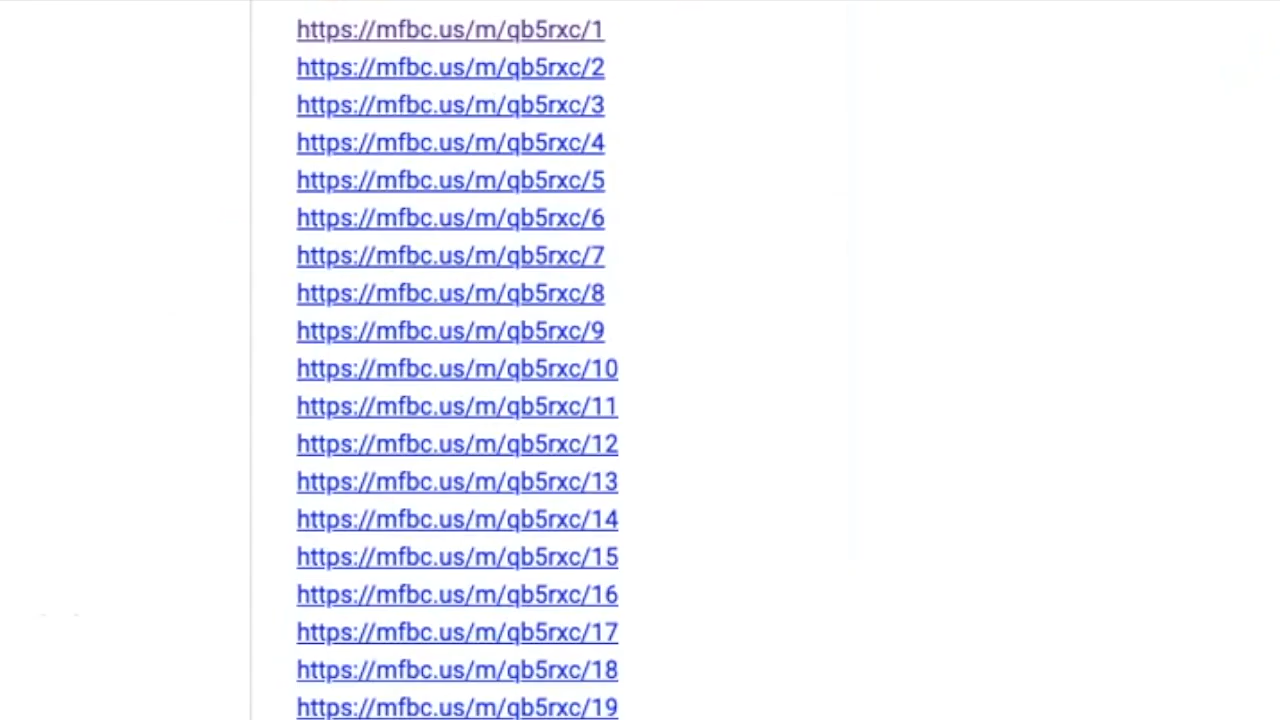 https://mfbc.us/m/qb5rxc/1
https://mfbc.us/m/qb5rxc/2
https://mfbc.us/m/qb5rxc/3
https://mfbc.us/m/qb5rxc/4
https://mfbc.us/m/qb5rxc/5
https://mfbc.us/m/qb5rxc/6
https://mfbc.us/m/qb5rxc/7
https://mfbc.us/m/qb5rxc/8
https://mfbc.us/m/qb5rxc/9
https://mfbc.us/m/qb5rxc/10
https://mfbc.us/m/qb5rxc/11
https://mfbc.us/m/qb5rxc/12
https://mfbc.us/m/qb5rxc/13
https://mfbc.us/m/qb5rxc/14
https://mfbc.us/m/qb5rxc/15
https://mfbc.us/m/qb5rxc/16
https://mfbc.us/m/qb5rxc/17
https://mfbc.us/m/qb5rxc/18
https://mfbc.us/m/qb5rxc/19